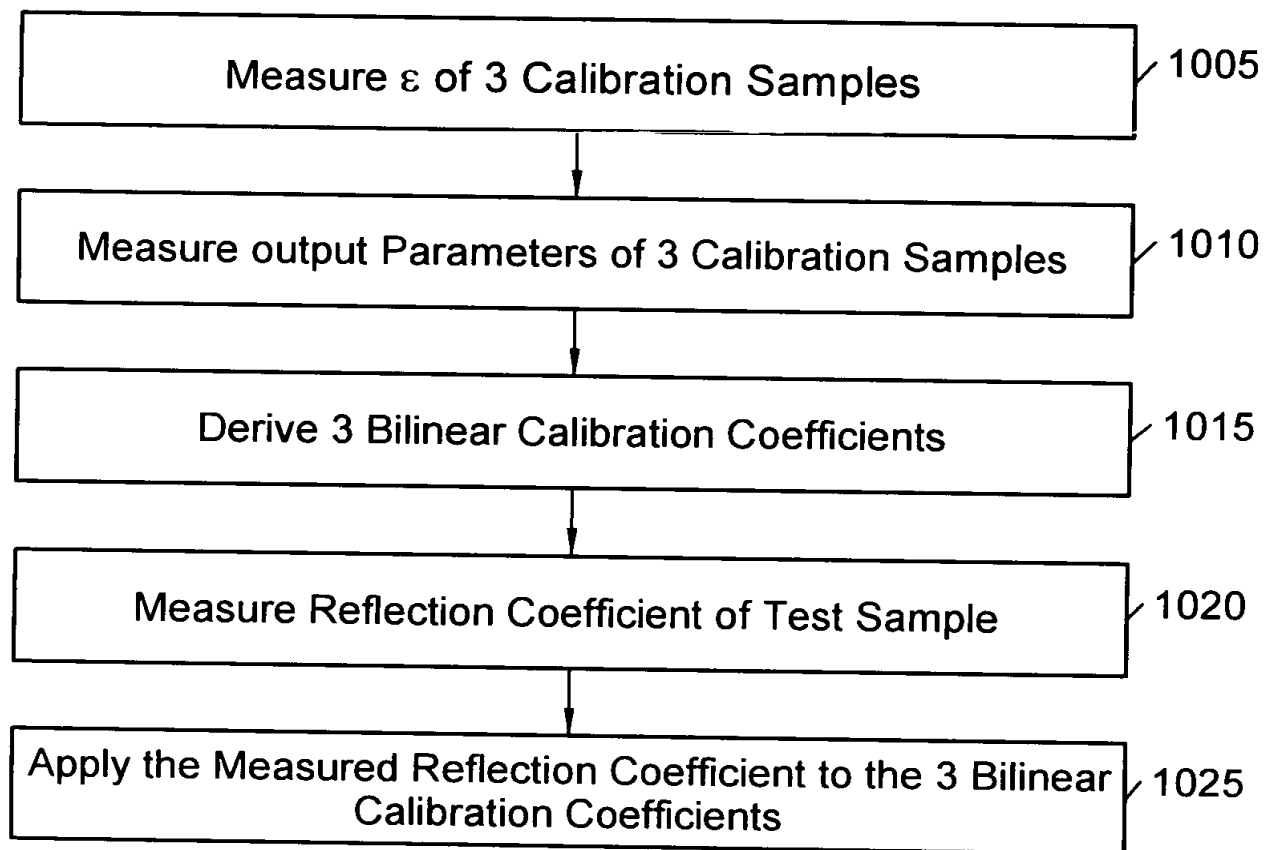 Measure ε of 3 Calibration Samples
1005
Measure output Parameters of 3 Calibration Samples
1010
Derive 3 Bilinear Calibration Coefficients
1015
Measure Reflection Coefficient of Test Sample
1020
Apply the Measured Reflection Coefficient to the 3 Bilinear
Calibration Coefficients
1025